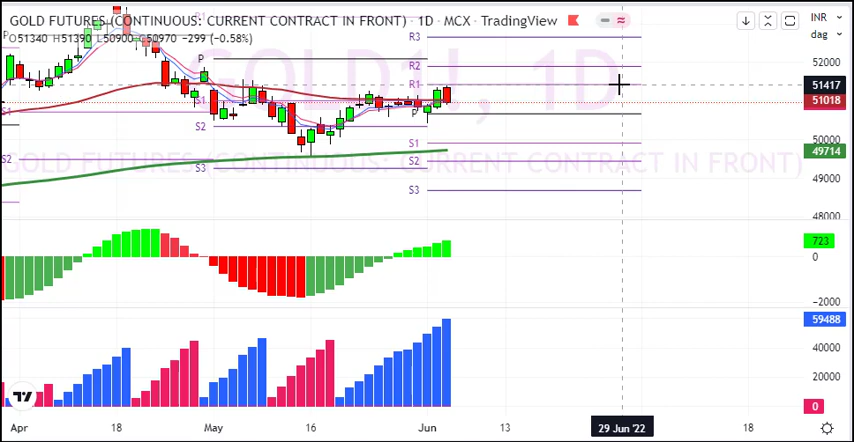 GOLD FUTURES (CONTINUOUS: CURRENT CONTRACT IN FRONT) · 1D · MCX · TradingView
INR
O51340 H51390 L50900 C50970 −299 (−0.58%)
dag
R3
P
52000
R2
GOLD1!, 1D
R1
51417
S1
51018
P
S2
50000
S1
49714
S2
GOLD FUTURES (CONTINUOUS: CURRENT CONTRACT IN FRONT)
S2
S3
49000
S3
48000
723
0
−2000
59488
40000
20000
0
Apr
18
May
16
Jun
13
29 Jun '22
18